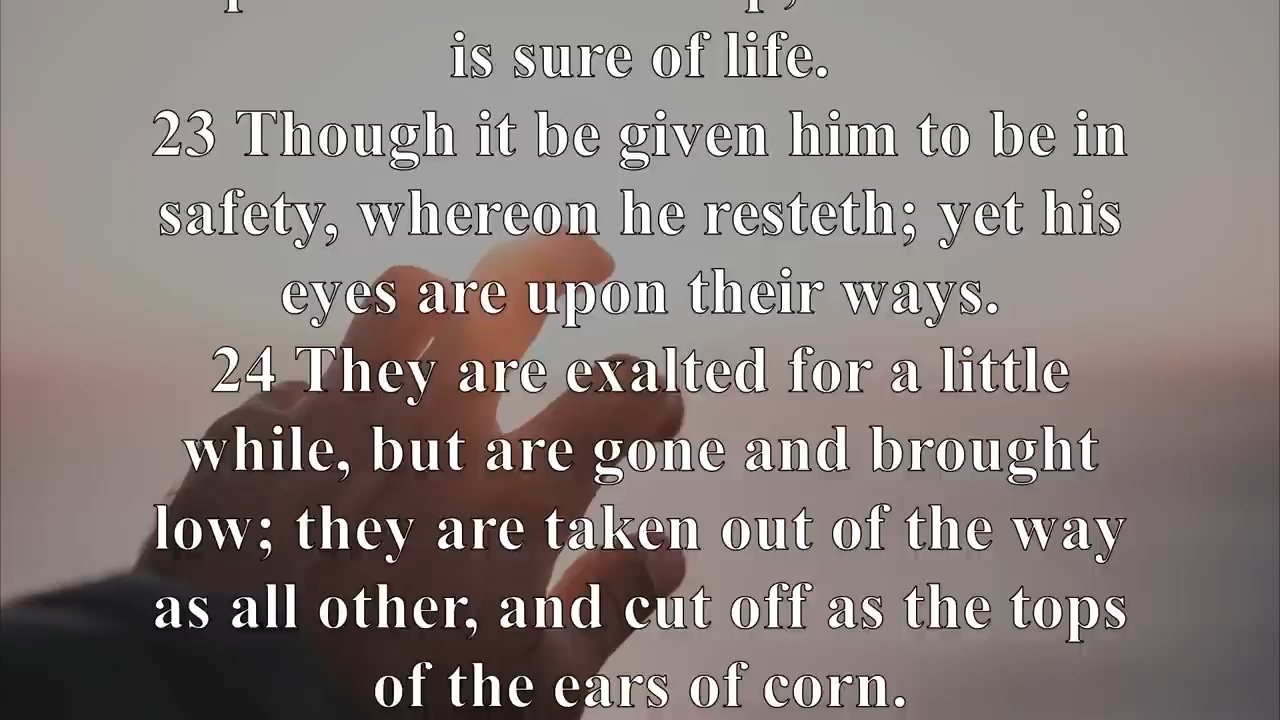 is sure of life.
23 Though it be given him to be in
safety, whereon he resteth; yet his
eyes are upon their ways.
24 They are exalted for a little
while, but are gone and brought
low; they are taken out of the way
as all other, and cut off as the tops
of the ears of corn.